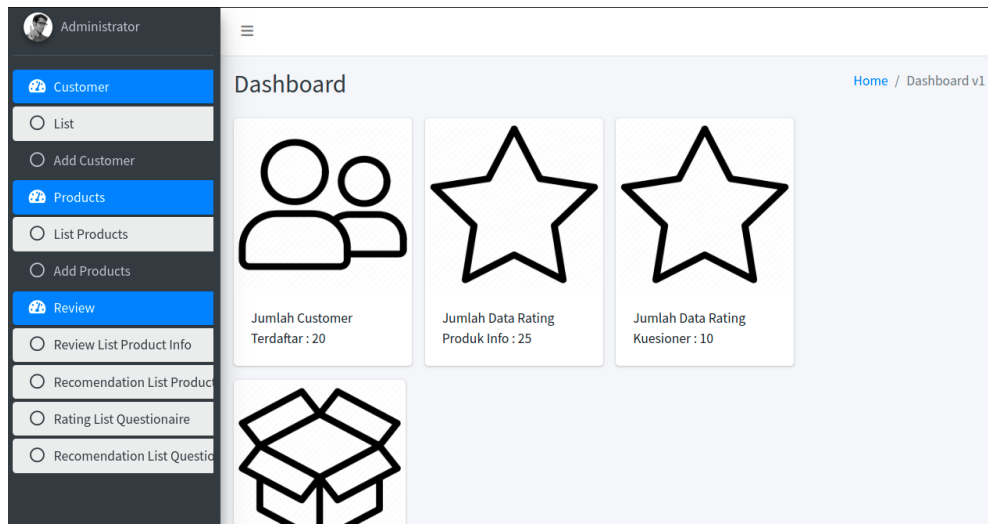 Administrator
Customer
List
Add Customer
Products
List Products
Add Products
Review
Review List Product Info
Recomendation List Product
Rating List Questionaire
Recomendation List Questio
Dashboard
Home / Dashboard v1
Jumlah Customer
Terdaftar : 20
Jumlah Data Rating
Produk Info : 25
Jumlah Data Rating
Kuesioner : 10